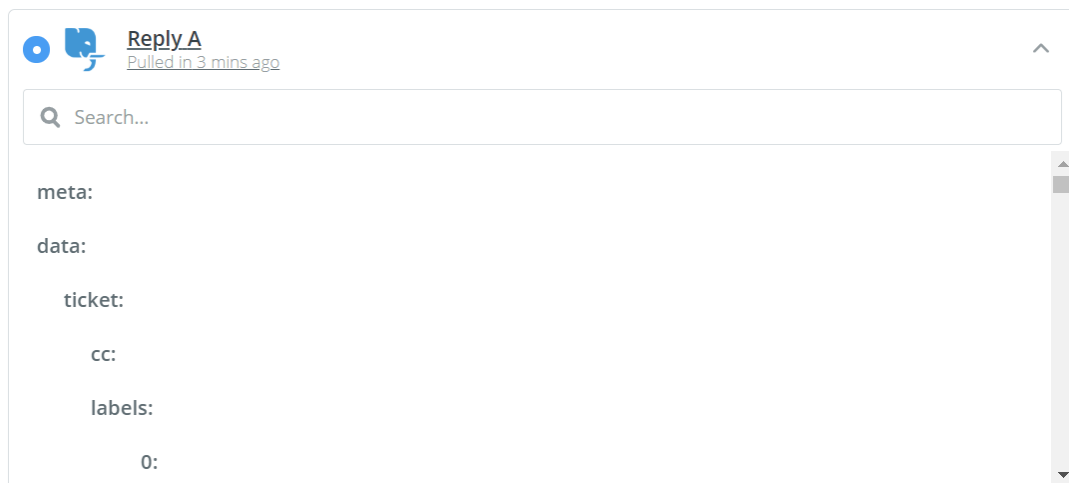 Reply A
Pulled in 3 mins ago
Search...
meta:
data:
ticket:
cc:
labels:
0: